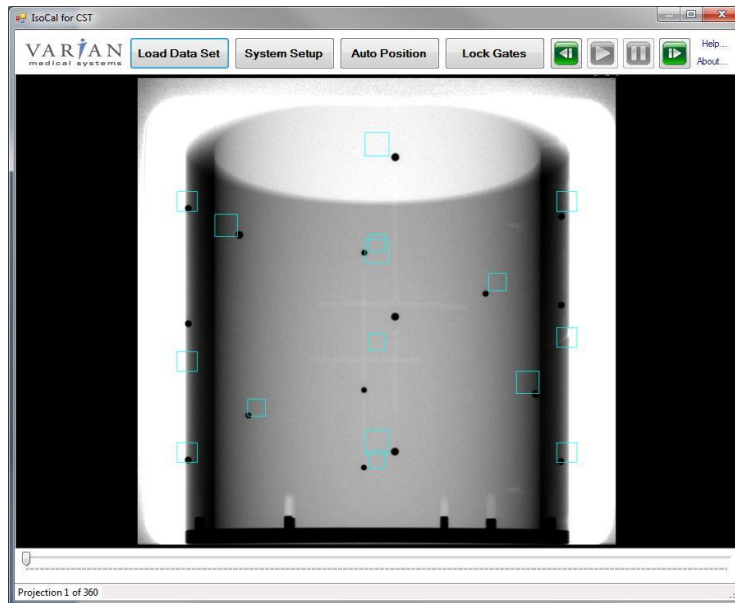 IsoCal for CST
VARIAN
medical systems
Load Data Set
System Setup
Auto Position
Lock Gates
Help...
About...
Projection 1 of 360